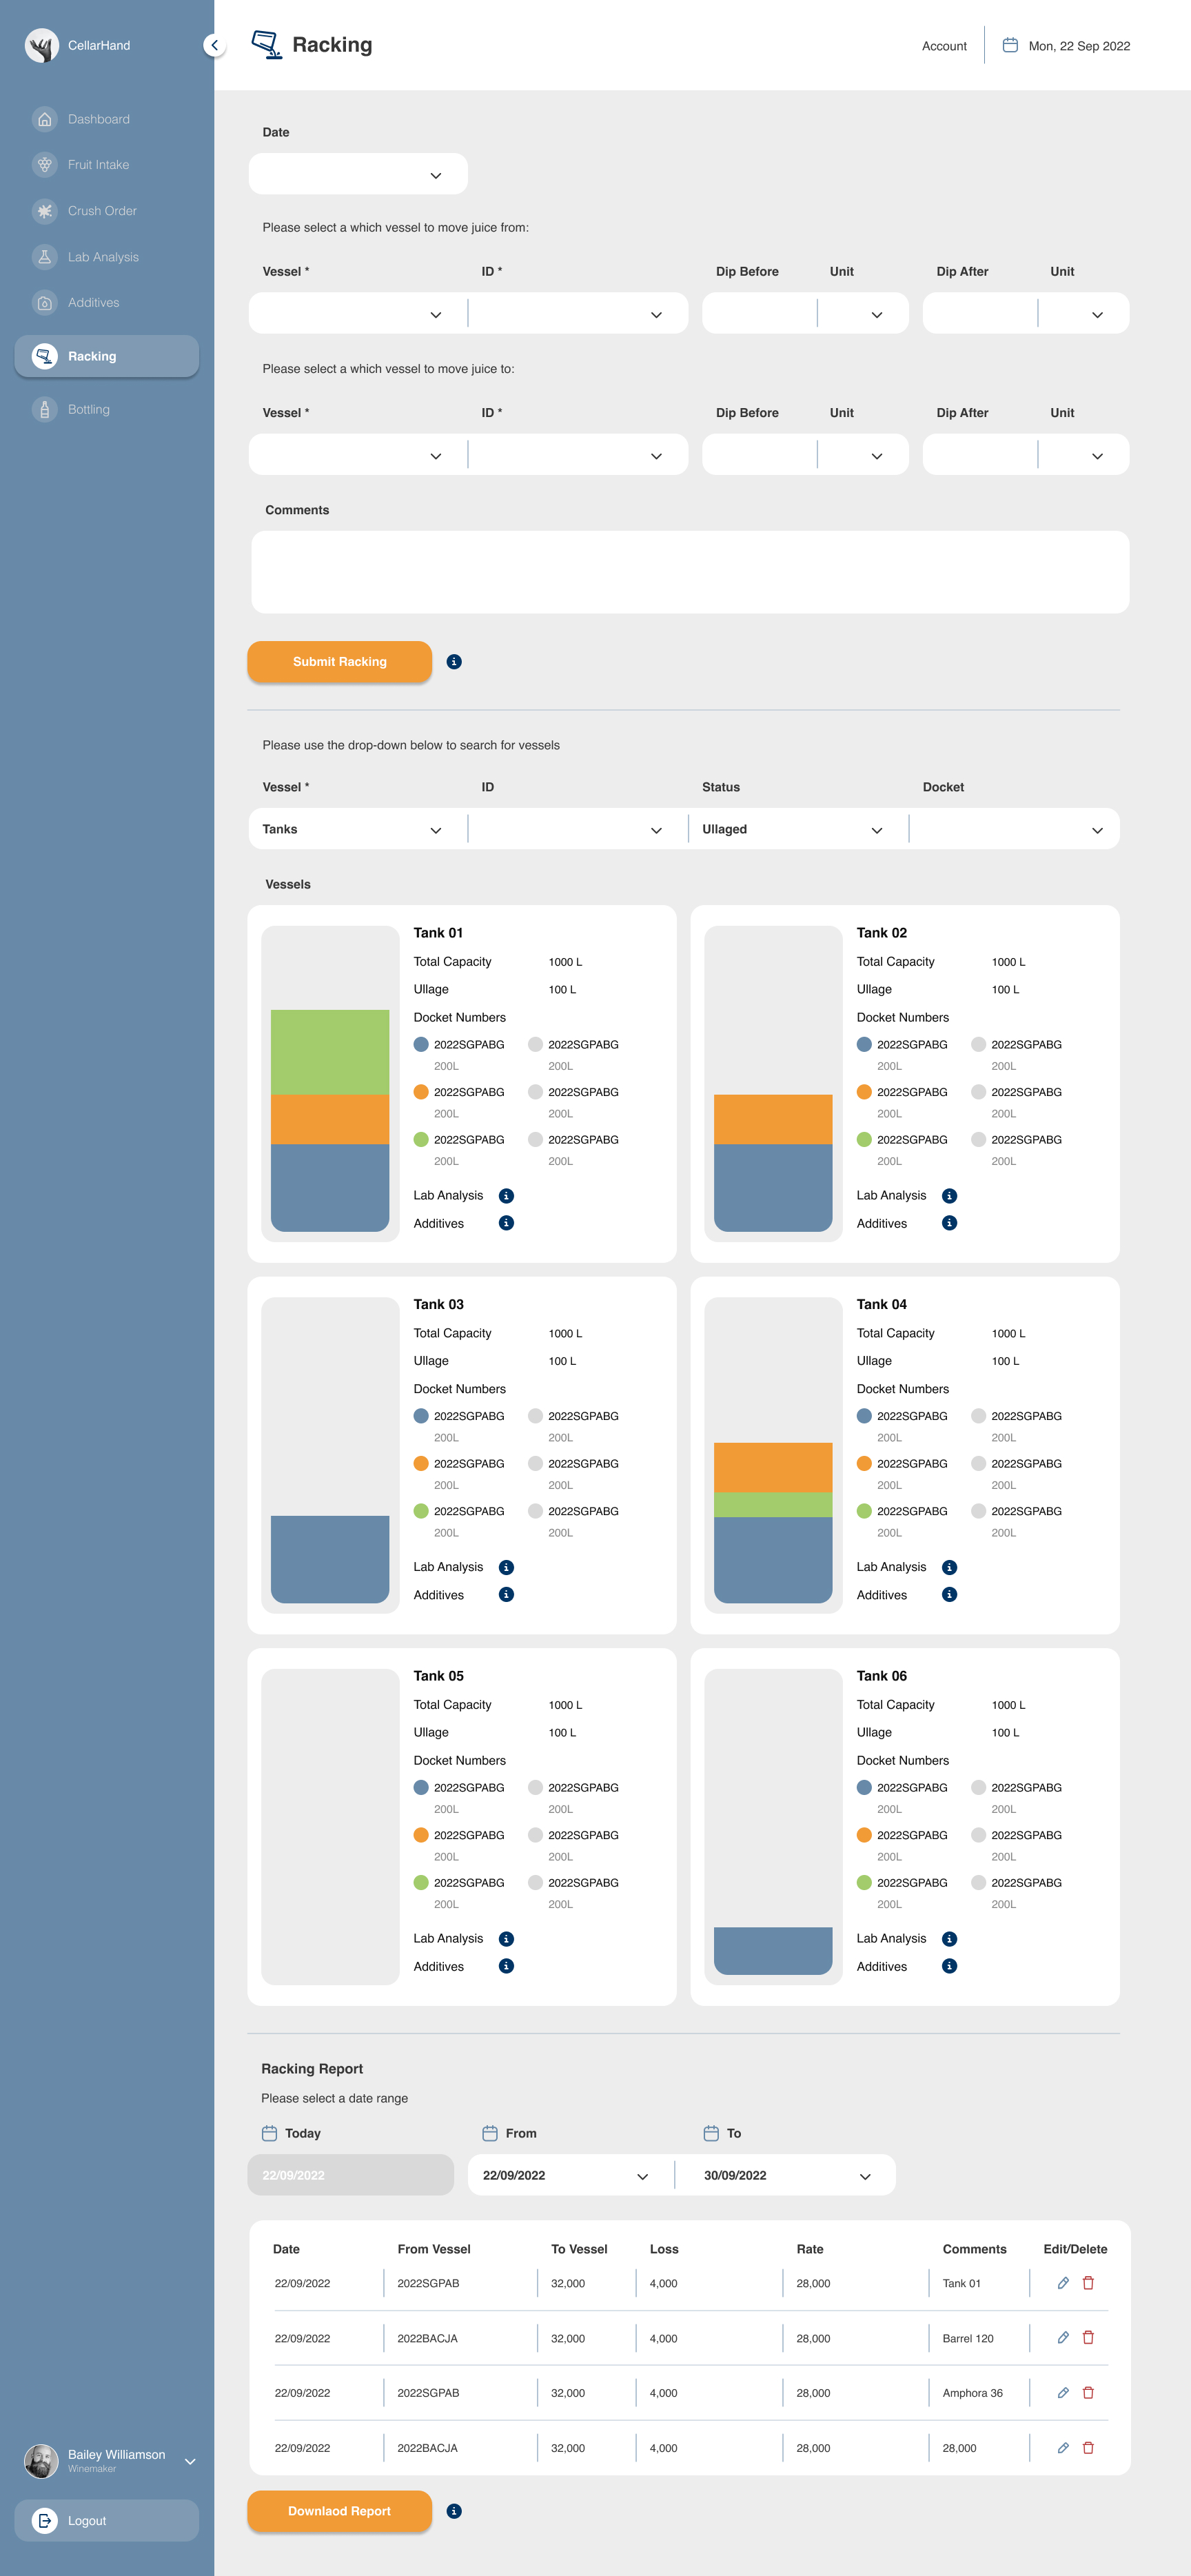 CellarHand
Dashboard
Fruit Intake
Crush Order
Lab Analysis
Additives
Racking
Bottling
Bailey Williamson
Winemaker
Logout
Racking
Account
Mon, 22 Sep 2022
Date
Please select a which vessel to move juice from:
Vessel * ID * Dip Before Unit Dip After Unit
Please select a which vessel to move juice to:
Vessel * ID * Dip Before Unit Dip After Unit
Comments
Submit Racking
Please use the drop-down below to search for vessels
Vessel * ID Status Docket
Tanks Ullaged
Vessels
Tank 01
Total Capacity 1000 L
Ullage 100 L
Docket Numbers
2022SGPABG 2022SGPABG
200L 200L
2022SGPABG 2022SGPABG
200L 200L
2022SGPABG 2022SGPABG
200L 200L
Lab Analysis
Additives
Tank 02
Total Capacity 1000 L
Ullage 100 L
Docket Numbers
2022SGPABG 2022SGPABG
200L 200L
2022SGPABG 2022SGPABG
200L 200L
2022SGPABG 2022SGPABG
200L 200L
Lab Analysis
Additives
Tank 03
Total Capacity 1000 L
Ullage 100 L
Docket Numbers
2022SGPABG 2022SGPABG
200L 200L
2022SGPABG 2022SGPABG
200L 200L
2022SGPABG 2022SGPABG
200L 200L
Lab Analysis
Additives
Tank 04
Total Capacity 1000 L
Ullage 100 L
Docket Numbers
2022SGPABG 2022SGPABG
200L 200L
2022SGPABG 2022SGPABG
200L 200L
2022SGPABG 2022SGPABG
200L 200L
Lab Analysis
Additives
Tank 05
Total Capacity 1000 L
Ullage 100 L
Docket Numbers
2022SGPABG 2022SGPABG
200L 200L
2022SGPABG 2022SGPABG
200L 200L
2022SGPABG 2022SGPABG
200L 200L
Lab Analysis
Additives
Tank 06
Total Capacity 1000 L
Ullage 100 L
Docket Numbers
2022SGPABG 2022SGPABG
200L 200L
2022SGPABG 2022SGPABG
200L 200L
2022SGPABG 2022SGPABG
200L 200L
Lab Analysis
Additives
Racking Report
Please select a date range
Today From To
22/09/2022 22/09/2022 30/09/2022
Date From Vessel To Vessel Loss Rate Comments Edit/Delete
22/09/2022 2022SGPAB 32,000 4,000 28,000 Tank 01
22/09/2022 2022BACJA 32,000 4,000 28,000 Barrel 120
22/09/2022 2022SGPAB 32,000 4,000 28,000 Amphora 36
22/09/2022 2022BACJA 32,000 4,000 28,000 28,000
Downlaod Report